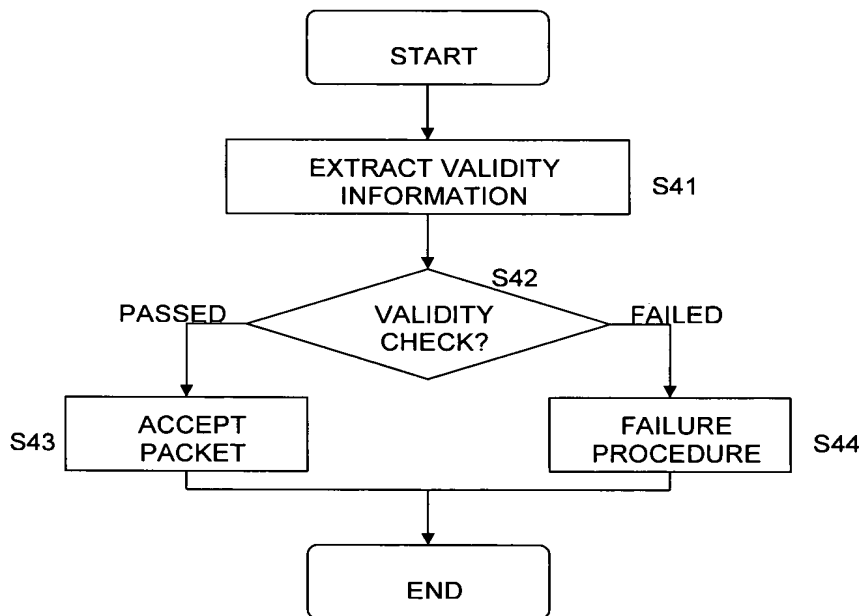 START
EXTRACT VALIDITY
INFORMATION
S41
S42
PASSED
VALIDITY
CHECK?
FAILED
S43
ACCEPT
PACKET
FAILURE
PROCEDURE
S44
END